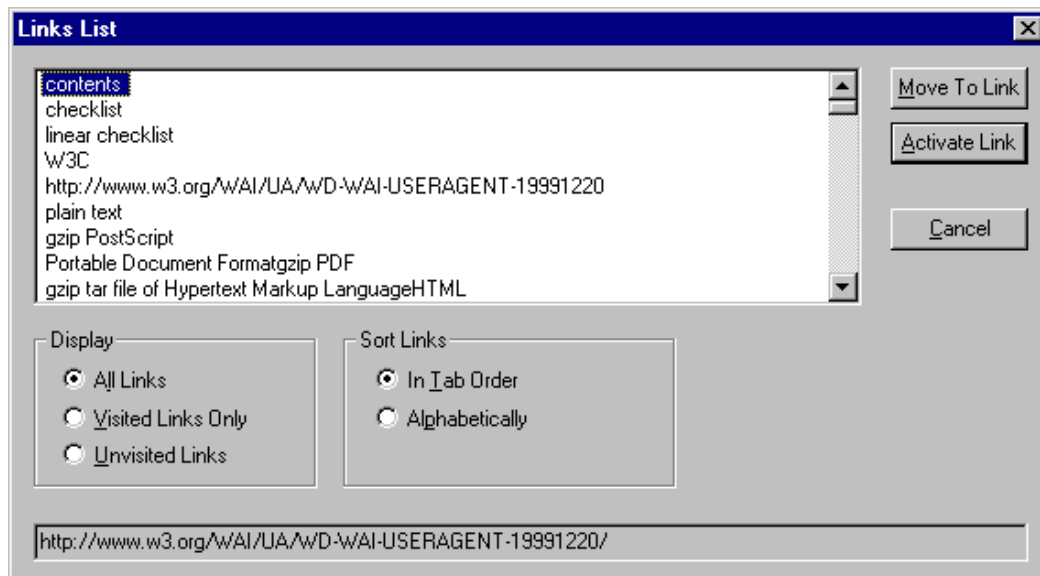 Links List
contents
checklist
linear checklist
W3C
http://www.w3.org/WAI/UA/WD-WAI-USERAGENT-19991220
plain text
gzip PostScript
Portable Document Formatgzip PDF
gzip tar file of Hypertext Markup LanguageHTML
Move To Link
Activate Link
Cancel
Display
All Links
Visited Links Only
Unvisited Links
Sort Links
In Tab Order
Alphabetically
http://www.w3.org/WAI/UA/WD-WAI-USERAGENT-19991220/